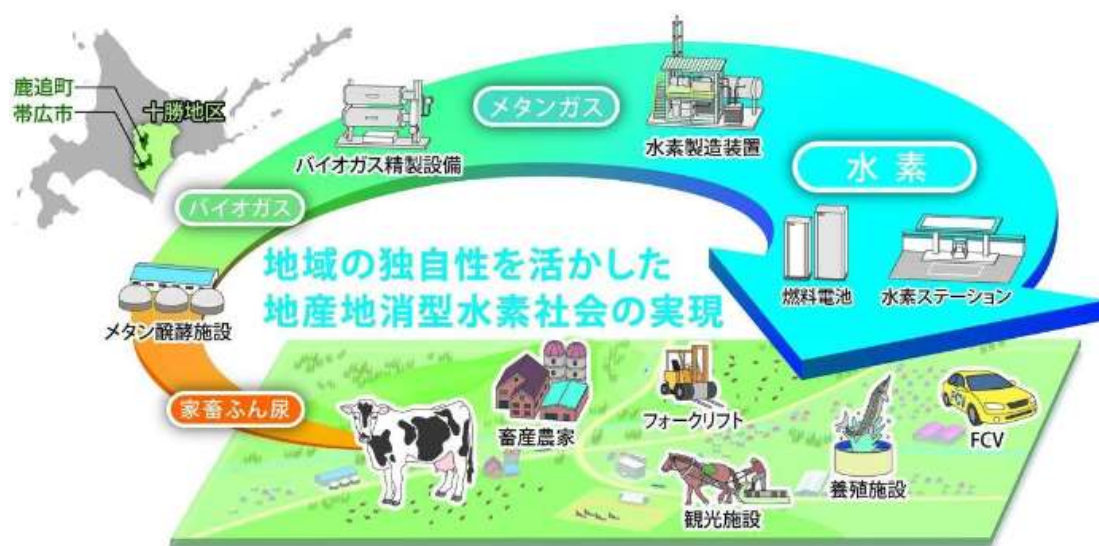 鹿追町
帯広市
十勝地区
バイオガス精製設備
メタンガス
水素製造装置
水素
バイオガス
地域の独自性を活かした
地産地消型水素社会の実現
燃料電池
水素ステーション
メタン醗酵施設
家畜ふん尿
畜産農家
フォークリフト
FCV
FCV
養殖施設
観光施設